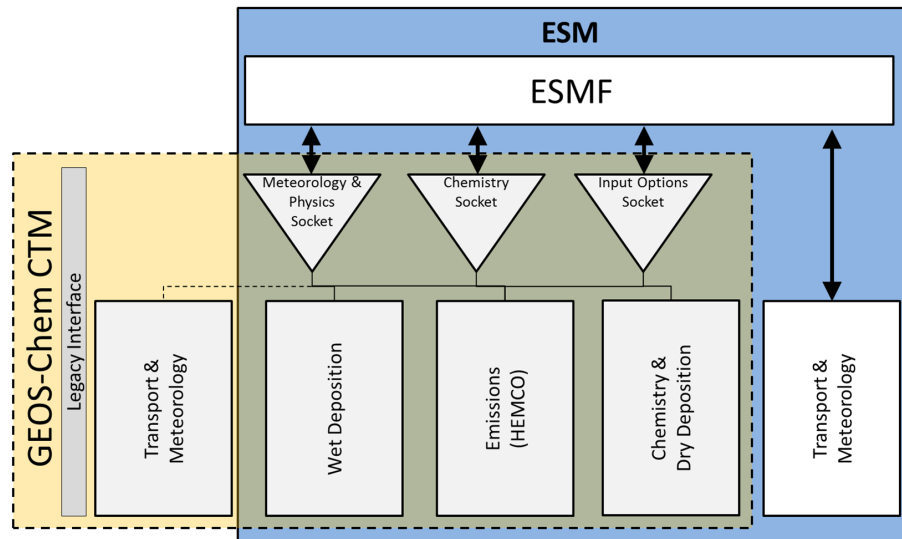 ESM
ESMF
Meteorology &
Physics
Socket
Chemistry
Socket
Input Options
Socket
GEOS-Chem CTM
Legacy Interface
Transport &
Meteorology
Wet Deposition
Emissions
(HEMCO)
Chemistry &
Dry Deposition
Transport &
Meteorology